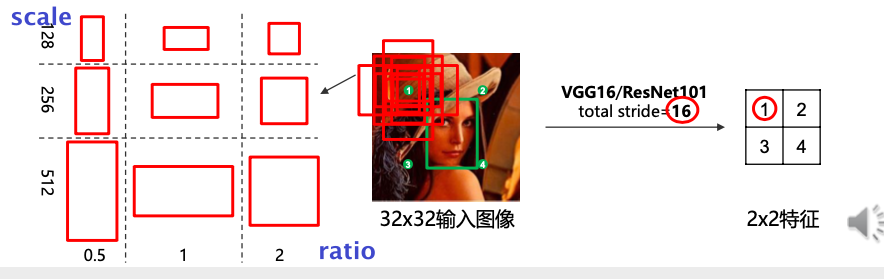 scale
128
256
512
0.5
1
2
ratio
1
2
3
4
32x32输入图像
VGG16/ResNet101
total stride=16
1
2
3
4
2x2特征